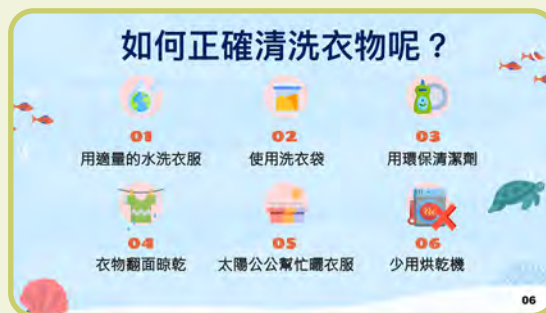 如何正確清洗衣物呢？
01
用適量的水洗衣服
02
使用洗衣袋
03
用環保清潔劑
04
衣物翻面晾乾
05
太陽公公幫忙曬衣服
06
少用烘乾機
06